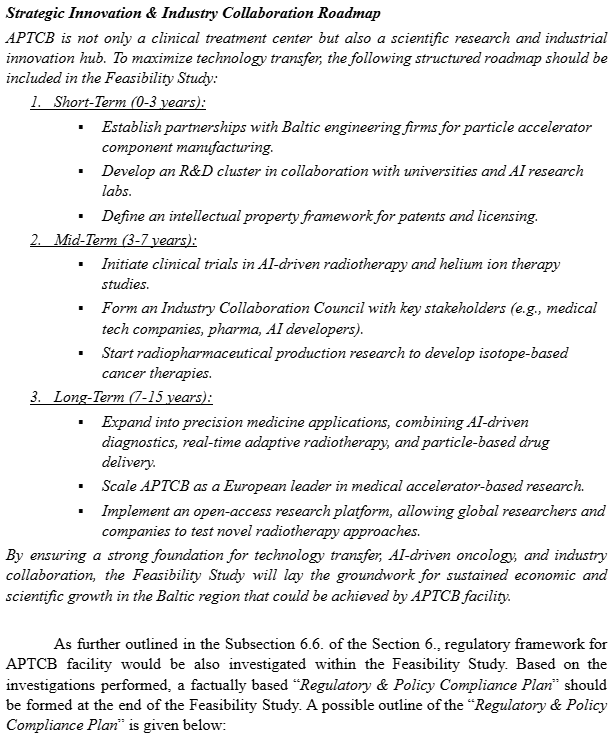 Strategic Innovation & Industry Collaboration Roadmap
APTCB is not only a clinical treatment center but also a scientific research and industrial
innovation hub. To maximize technology transfer, the following structured roadmap should be
included in the Feasibility Study:
1. Short-Term (0-3 years):
▪ Establish partnerships with Baltic engineering firms for particle accelerator
component manufacturing.
▪ Develop an R&D cluster in collaboration with universities and AI research
labs.
▪ Define an intellectual property framework for patents and licensing.
2. Mid-Term (3-7 years):
▪ Initiate clinical trials in AI-driven radiotherapy and helium ion therapy
studies.
▪ Form an Industry Collaboration Council with key stakeholders (e.g., medical
tech companies, pharma, AI developers).
▪ Start radiopharmaceutical production research to develop isotope-based
cancer therapies.
3. Long-Term (7-15 years):
▪ Expand into precision medicine applications, combining AI-driven
diagnostics, real-time adaptive radiotherapy, and particle-based drug
delivery.
▪ Scale APTCB as a European leader in medical accelerator-based research.
▪ Implement an open-access research platform, allowing global researchers and
companies to test novel radiotherapy approaches.
By ensuring a strong foundation for technology transfer, AI-driven oncology, and industry
collaboration, the Feasibility Study will lay the groundwork for sustained economic and
scientific growth in the Baltic region that could be achieved by APTCB facility.
As further outlined in the Subsection 6.6. of the Section 6., regulatory framework for
APTCB facility would be also investigated within the Feasibility Study. Based on the
investigations performed, a factually based “Regulatory & Policy Compliance Plan” should
be formed at the end of the Feasibility Study. A possible outline of the “Regulatory & Policy
Compliance Plan” is given below: